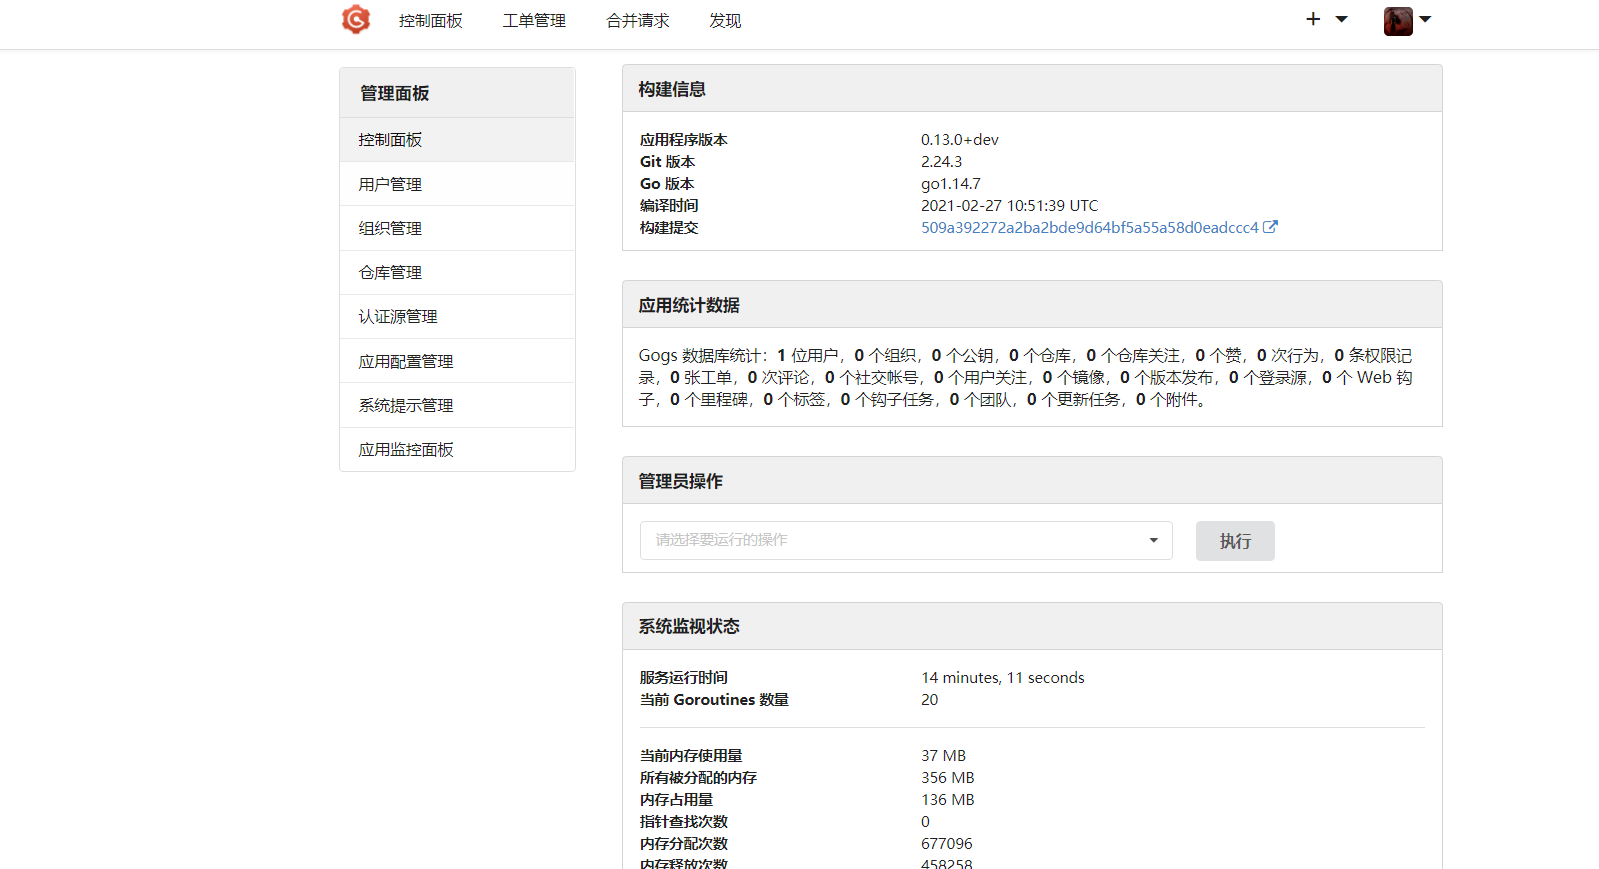 控制面板 工单管理 合并请求 发现
管理面板
控制面板
用户管理
组织管理
仓库管理
认证源管理
应用配置管理
系统提示管理
应用监控面板
构建信息
应用程序版本 0.13.0+dev
Git 版本 2.24.3
Go 版本 go1.14.7
编译时间 2021-02-27 10:51:39 UTC
构建提交 509a392272a2ba2bde9d64bf5a55a58d0eadccc4
应用统计数据
Gogs 数据库统计：1 位用户，0 个组织，0 个公钥，0 个仓库，0 个仓库关注，0 个赞，0 次行为，0 条权限记
录，0 张工单，0 次评论，0 个社交帐号，0 个用户关注，0 个镜像，0 个版本发布，0 个登录源，0 个 Web 钩
子，0 个里程碑，0 个标签，0 个钩子任务，0 个团队，0 个更新任务，0 个附件。
管理员操作
请选择要运行的操作 执行
系统监视状态
服务运行时间 14 minutes, 11 seconds
当前 Goroutines 数量 20
当前内存使用量 37 MB
所有被分配的内存 356 MB
内存占用量 136 MB
指针查找次数 0
内存分配次数 677096
内存释放次数 458258